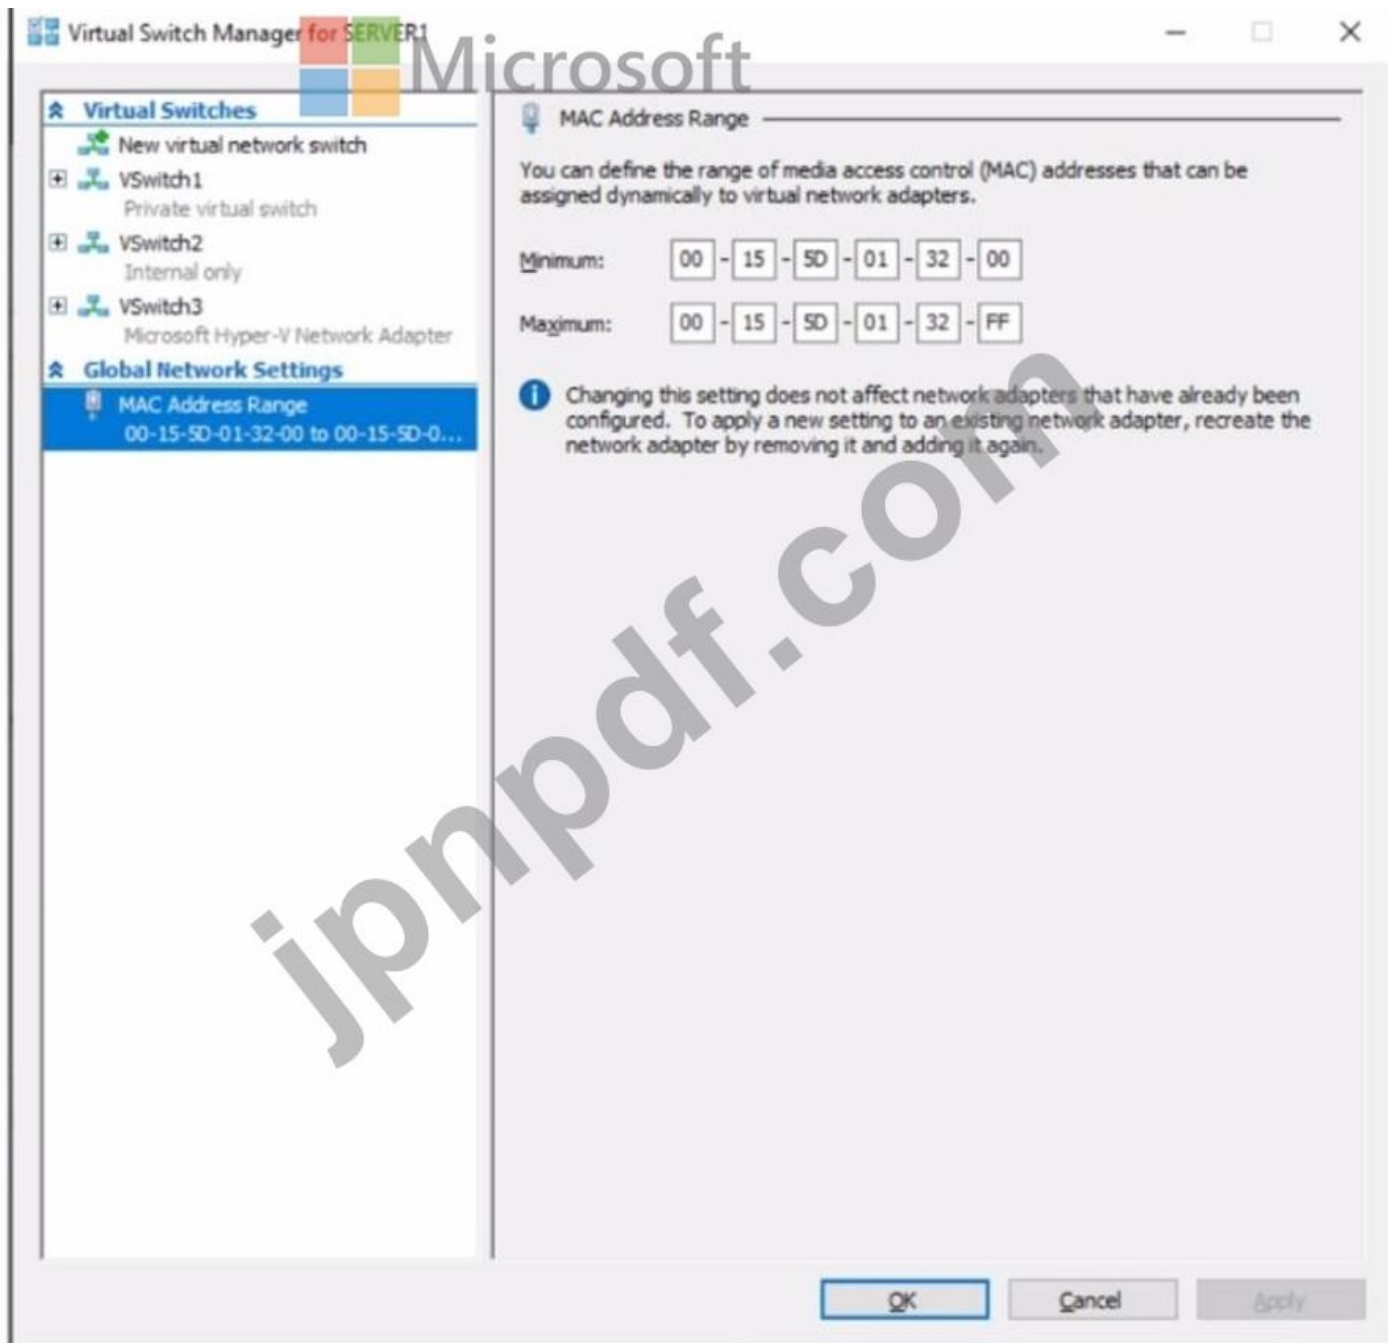 Virtual Switch Manager for SERVER1
Microsoft
Virtual Switches
New virtual network switch
VSwitch1
Private virtual switch
VSwitch2
Internal only
VSwitch3
Microsoft Hyper-V Network Adapter
Global Network Settings
MAC Address Range
00-15-5D-01-32-00 to 00-15-5D-0...
MAC Address Range
You can define the range of media access control (MAC) addresses that can be
assigned dynamically to virtual network adapters.
Minimum: 00 - 15 - 5D - 01 - 32 - 00
Maximum: 00 - 15 - 5D - 01 - 32 - FF
Changing this setting does not affect network adapters that have already been
configured. To apply a new setting to an existing network adapter, recreate the
network adapter by removing it and adding it again.
jpnpdf.com
OK Cancel Apply